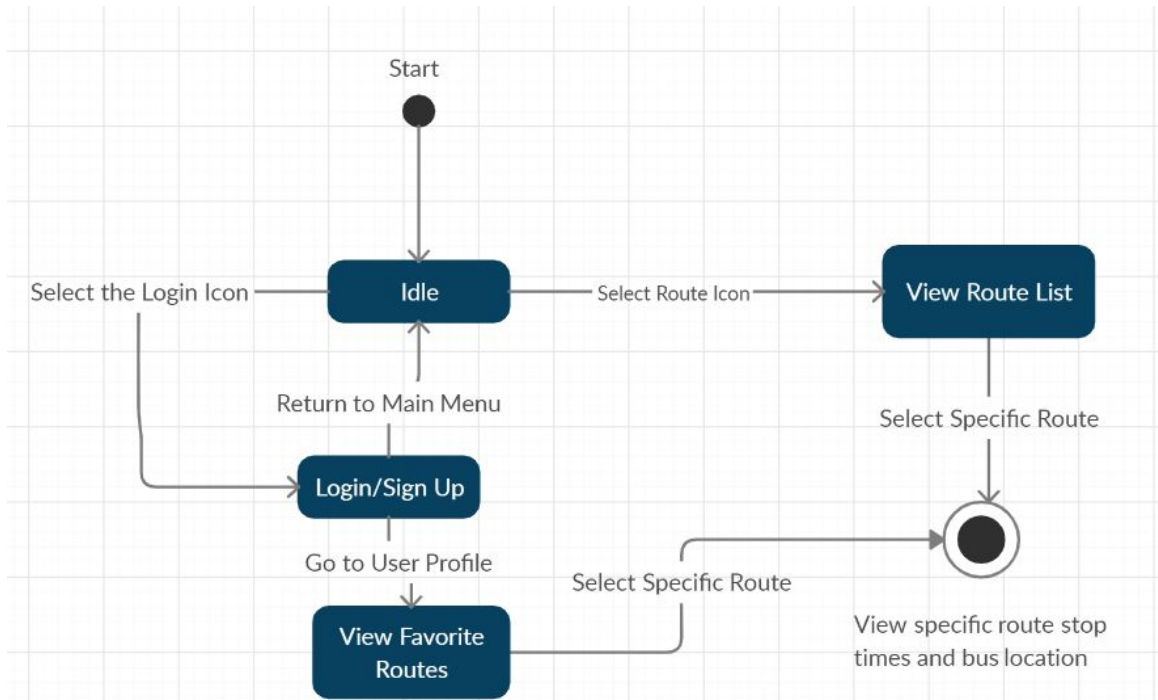 Start
Select the Login Icon
Idle
Select Route Icon
View Route List
Return to Main Menu
Select Specific Route
Login/Sign Up
Go to User Profile
Select Specific Route
View Favorite
Routes
View specific route stop
times and bus location